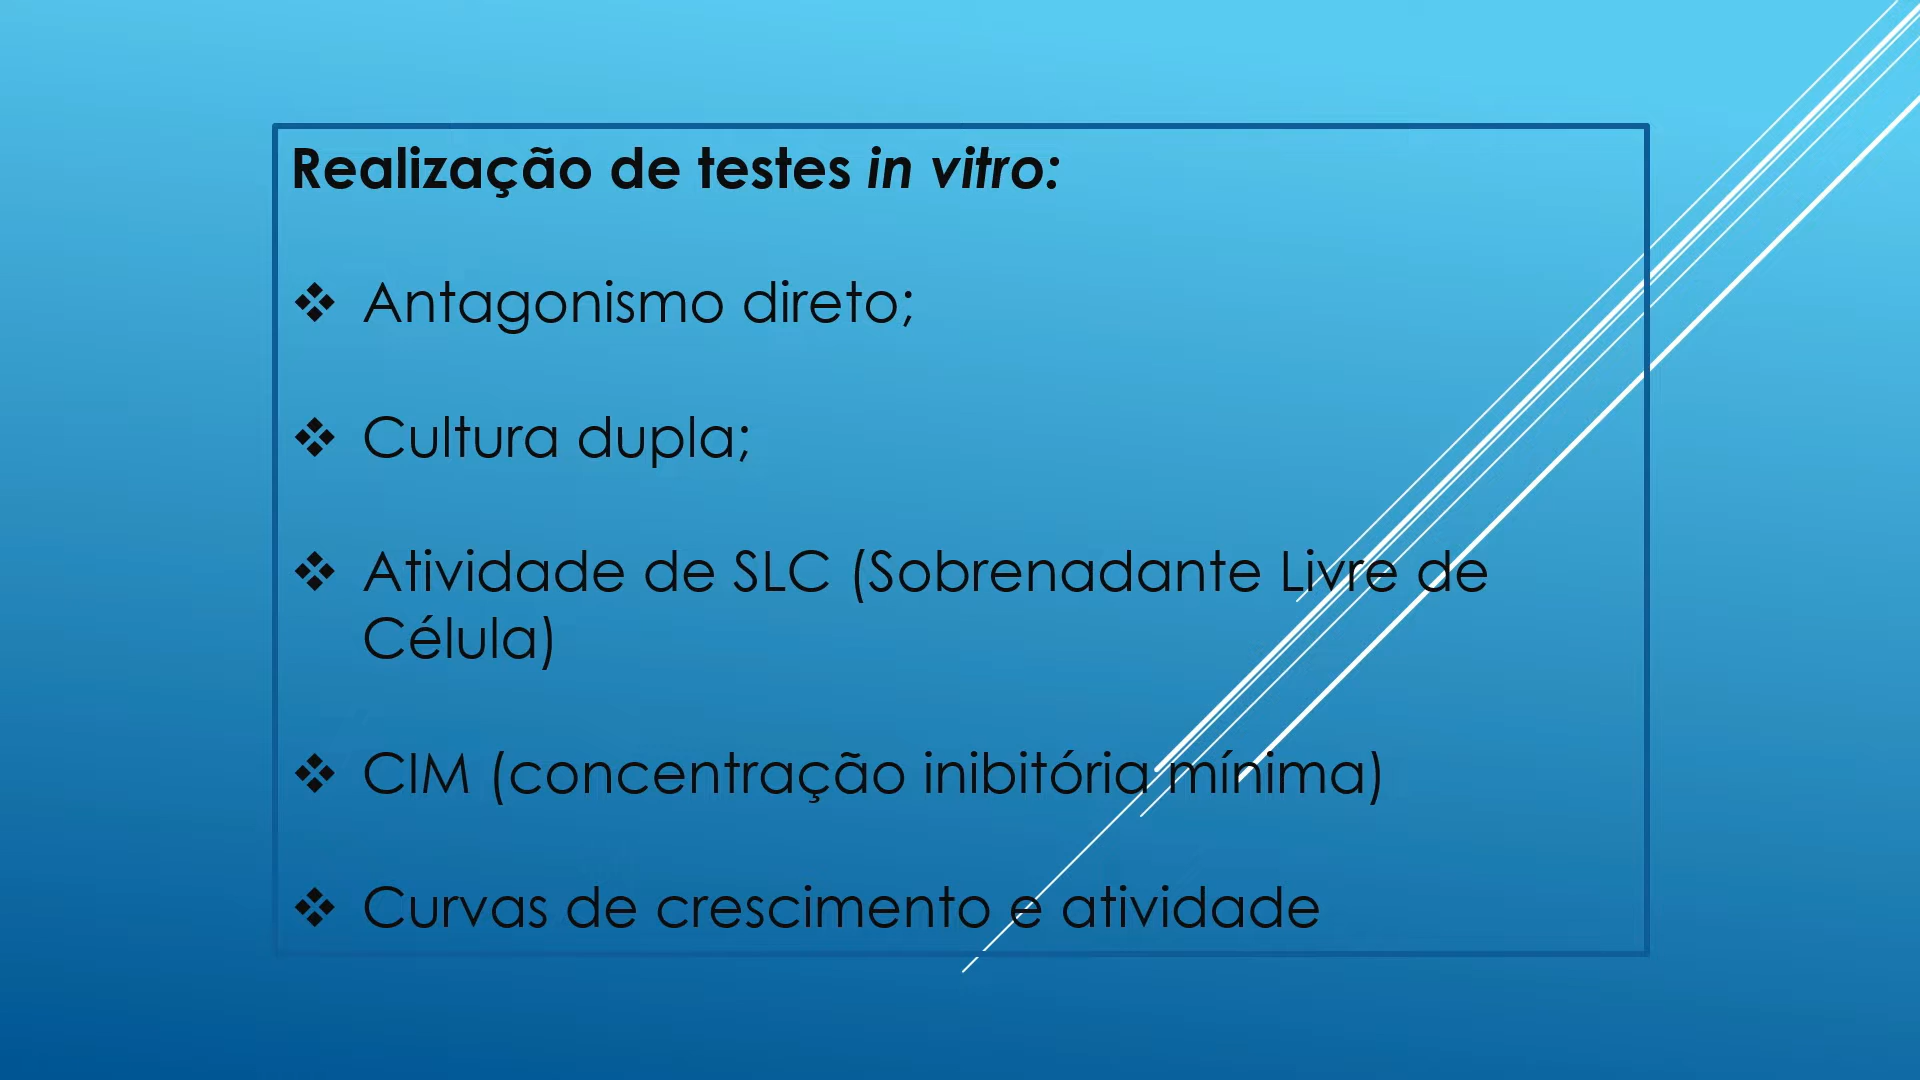 Realização de testes in vitro:
Antagonismo direto;
Cultura dupla;
Atividade de SLC (Sobrenadante Livre de
Célula)
CIM (concentração inibitória mínima)
Curvas de crescimento e atividade